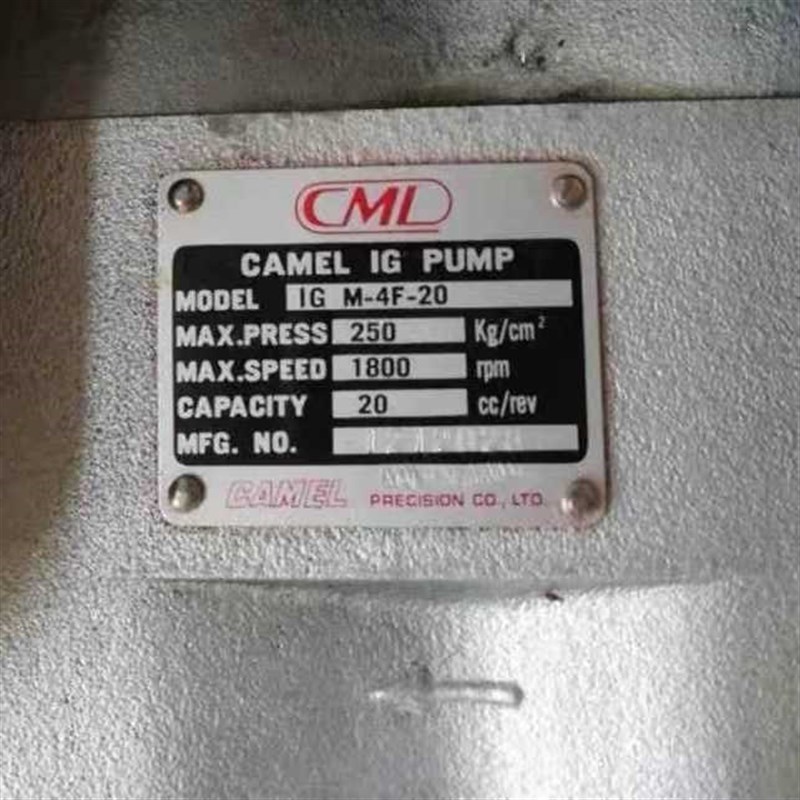 CML
CAMEL IG PUMP
MODEL IG M-4F-20
MAX.PRESS 250 Kg/cm²
MAX.SPEED 1800 rpm
CAPACITY 20 cc/rev
MFG. NO.
CAMEL PRECISION CO., LTD.